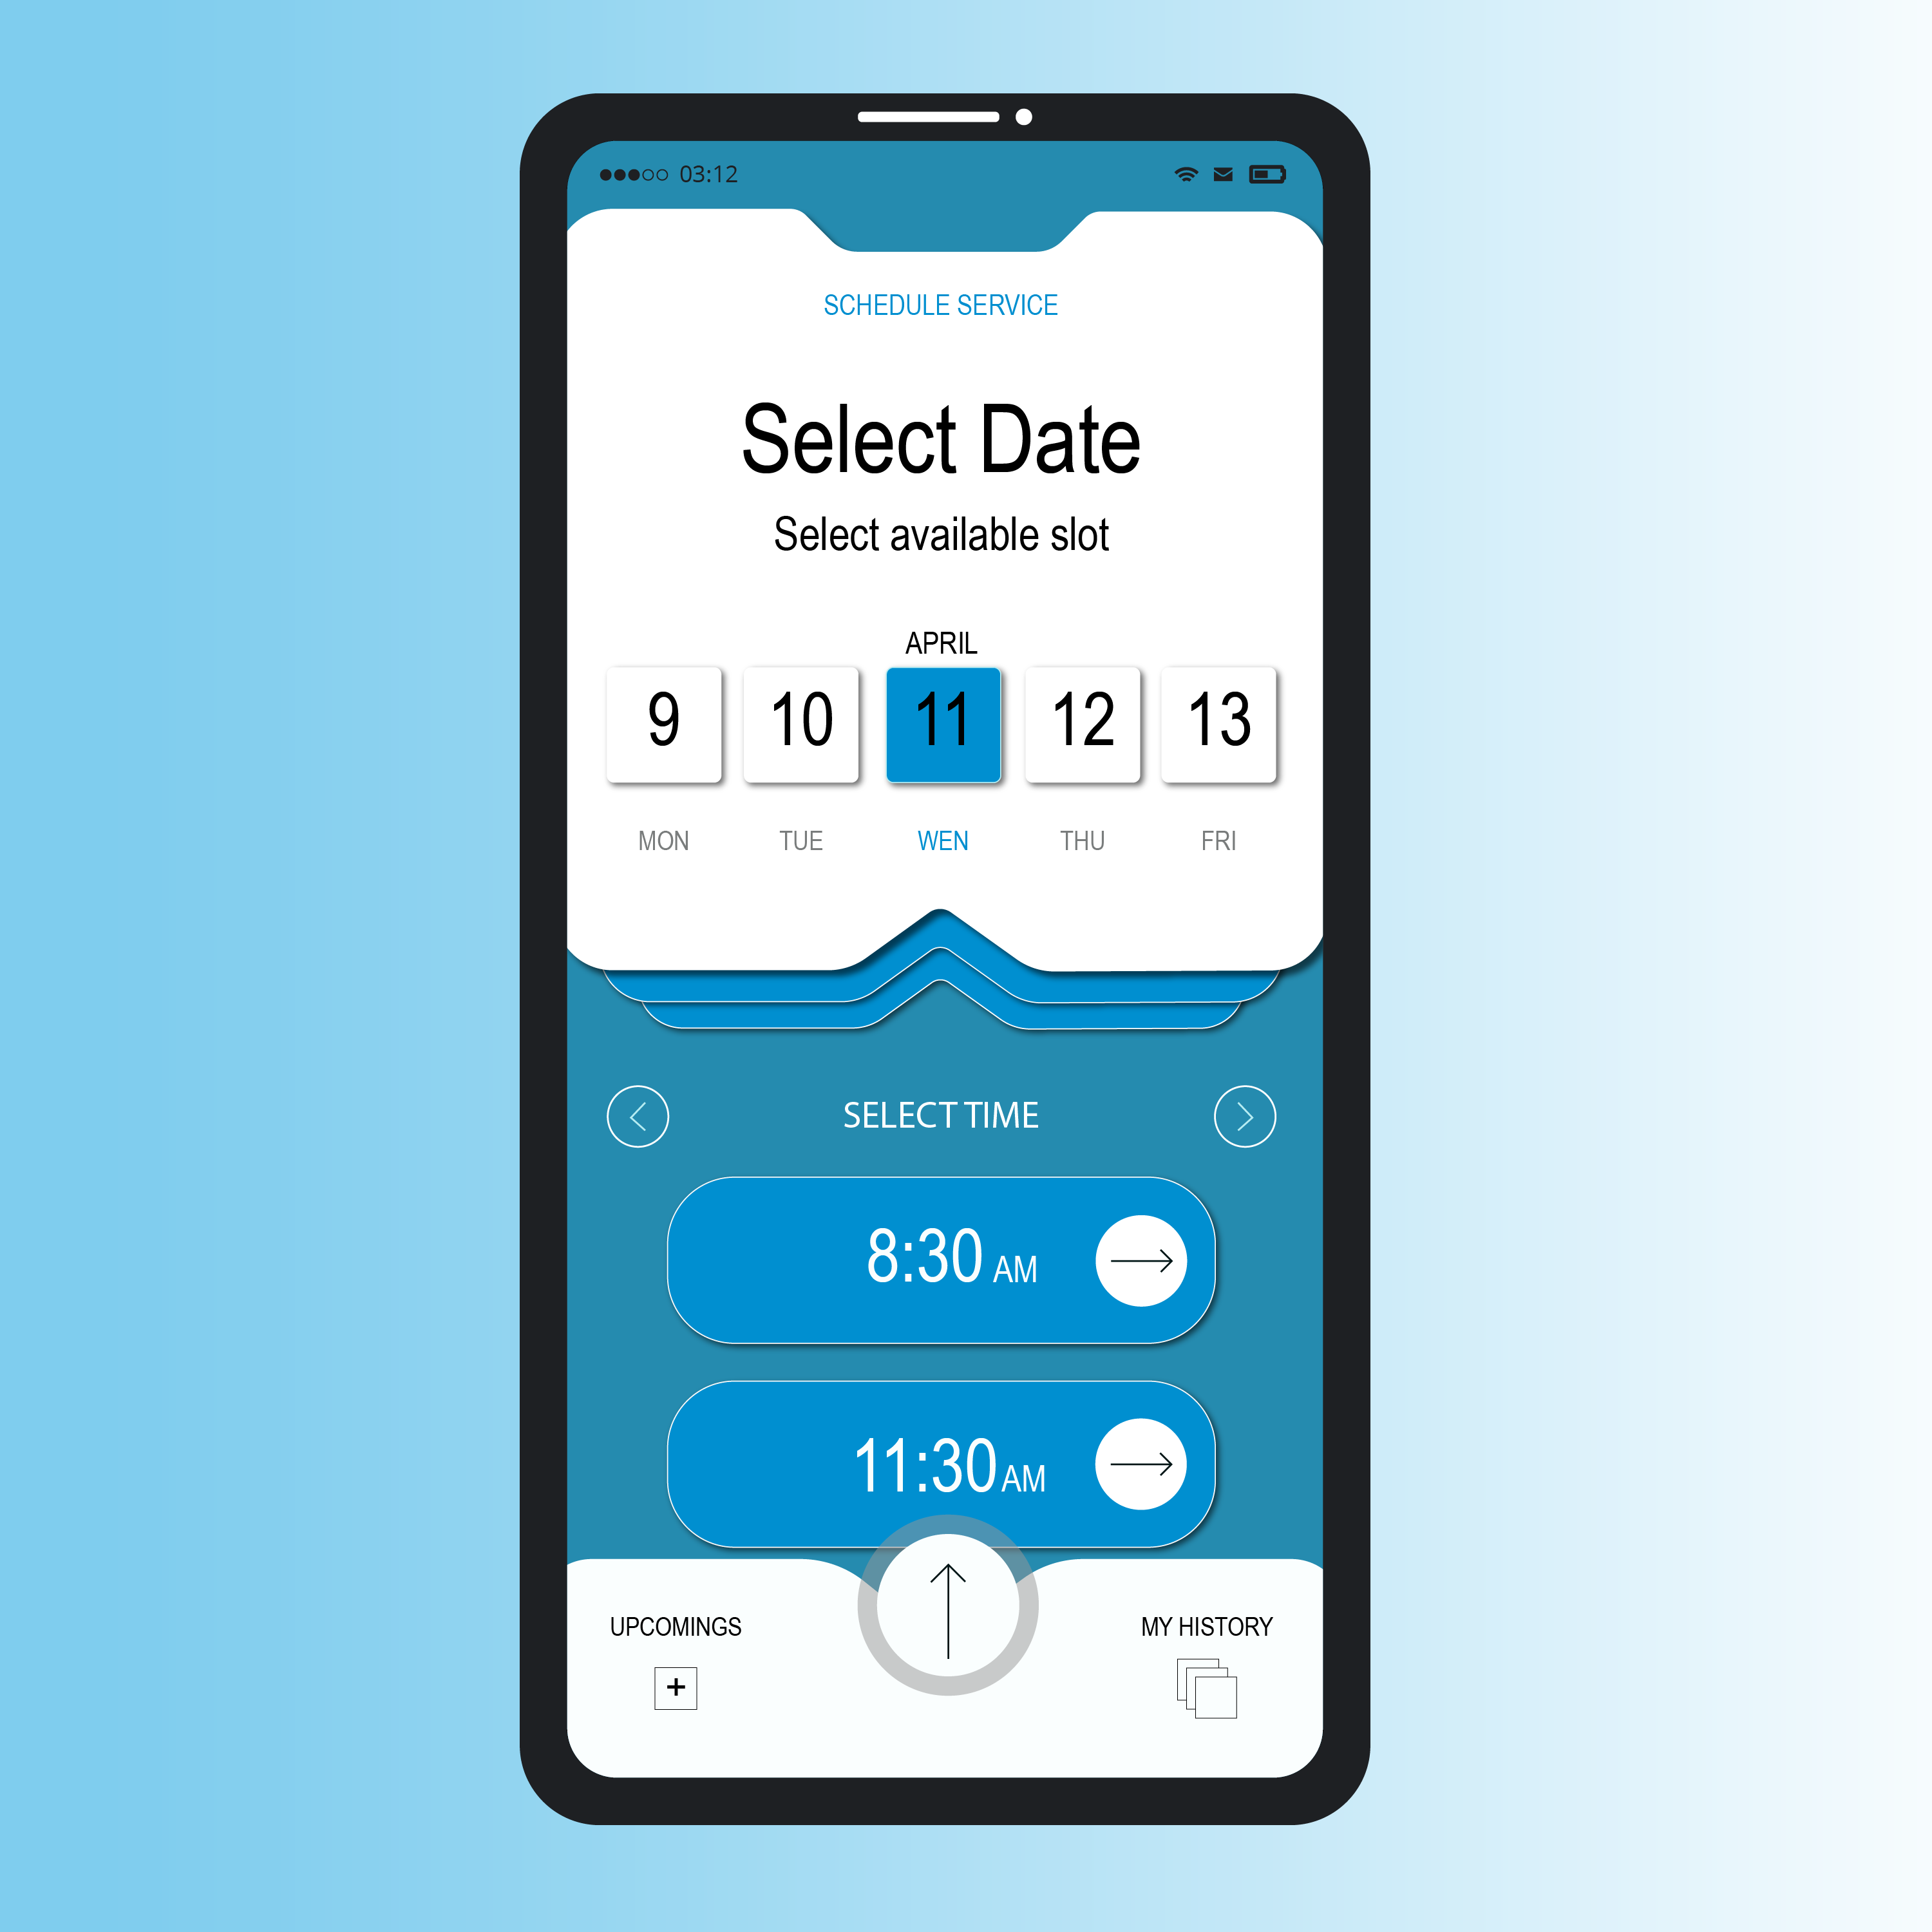 03:12
SCHEDULE SERVICE
Select Date
Select available slot
APRIL
9 10 11 12 13
MON TUE WEN THU FRI
SELECT TIME
8:30 AM
11:30 AM
UPCOMINGS MY HISTORY